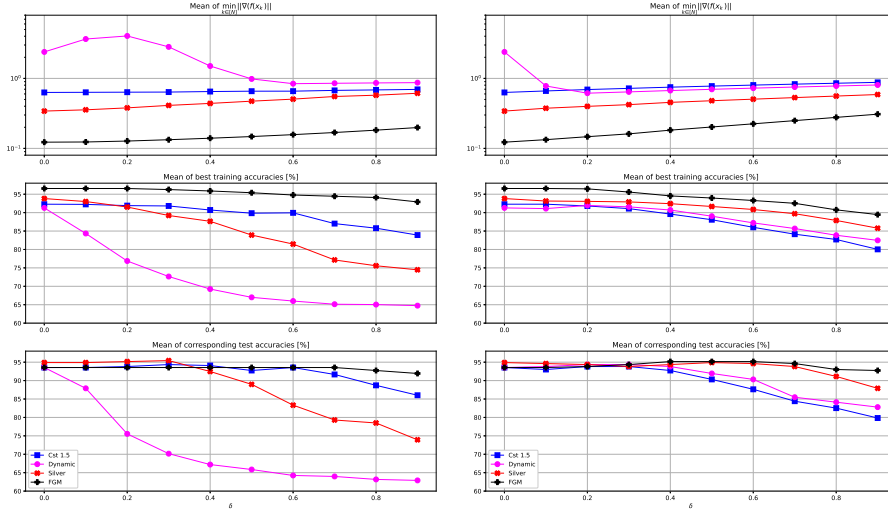 Mean of min ||∇(f(x_k)||
k∈[N]
10^0
10^{-1}
0.0 0.2 0.4 0.6 0.8
Mean of best training accuracies [%]
95
90
85
80
75
70
65
60
0.0 0.2 0.4 0.6 0.8
Mean of corresponding test accuracies [%]
95
90
85
80
75
70
65
60
Cst 1.5
Dynamic
Silver
FGM
0.0 0.2 0.4 0.6 0.8
δ
Mean of min ||∇(f(x_k)||
k∈[N]
10^0
10^{-1}
0.0 0.2 0.4 0.6 0.8
Mean of best training accuracies [%]
95
90
85
80
75
70
65
60
0.0 0.2 0.4 0.6 0.8
Mean of corresponding test accuracies [%]
95
90
85
80
75
70
65
60
Cst 1.5
Dynamic
Silver
FGM
0.0 0.2 0.4 0.6 0.8
δ